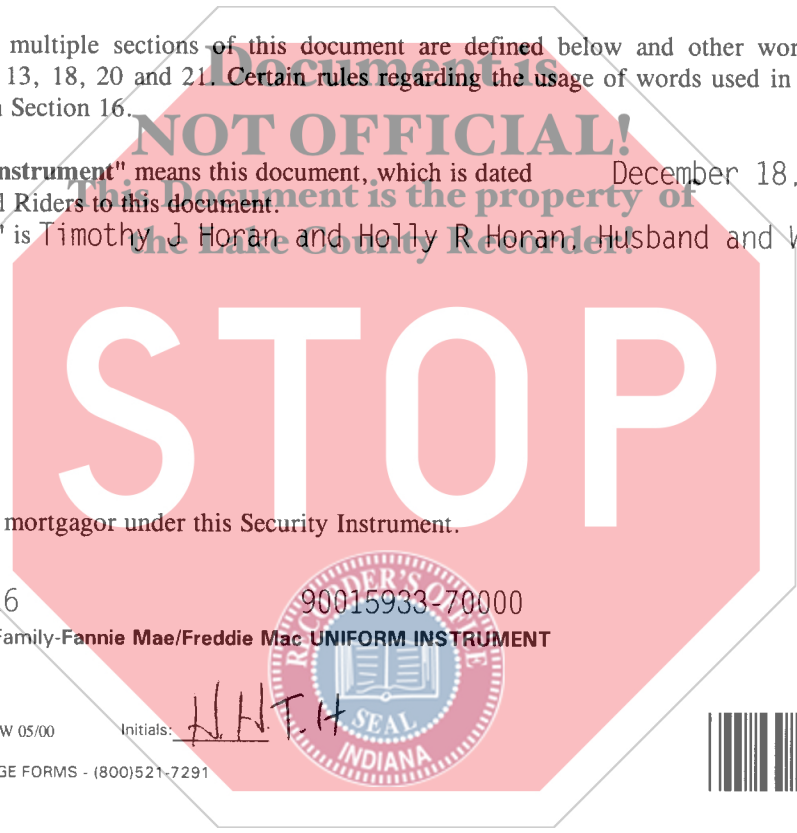 multiple sections of this document are defined below and other wor
13, 18, 20 and 21. Certain rules regarding the usage of words used in
Section 16.
Document is
NOT OFFICIAL!
This Document is the property of
the Lake County Recorder!
nstrument" means this document, which is dated December 18,
Riders to this document.
" is Timothy J Horan and Holly R Horan, Husband and W
STOP
mortgagor under this Security Instrument.
6 90015933-70000
Family-Fannie Mae/Freddie Mac UNIFORM INSTRUMENT
RECORDER'S OFFICE
SEAL
INDIANA
W 05/00 Initials: H.H T.H
GE FORMS - (800)521-7291